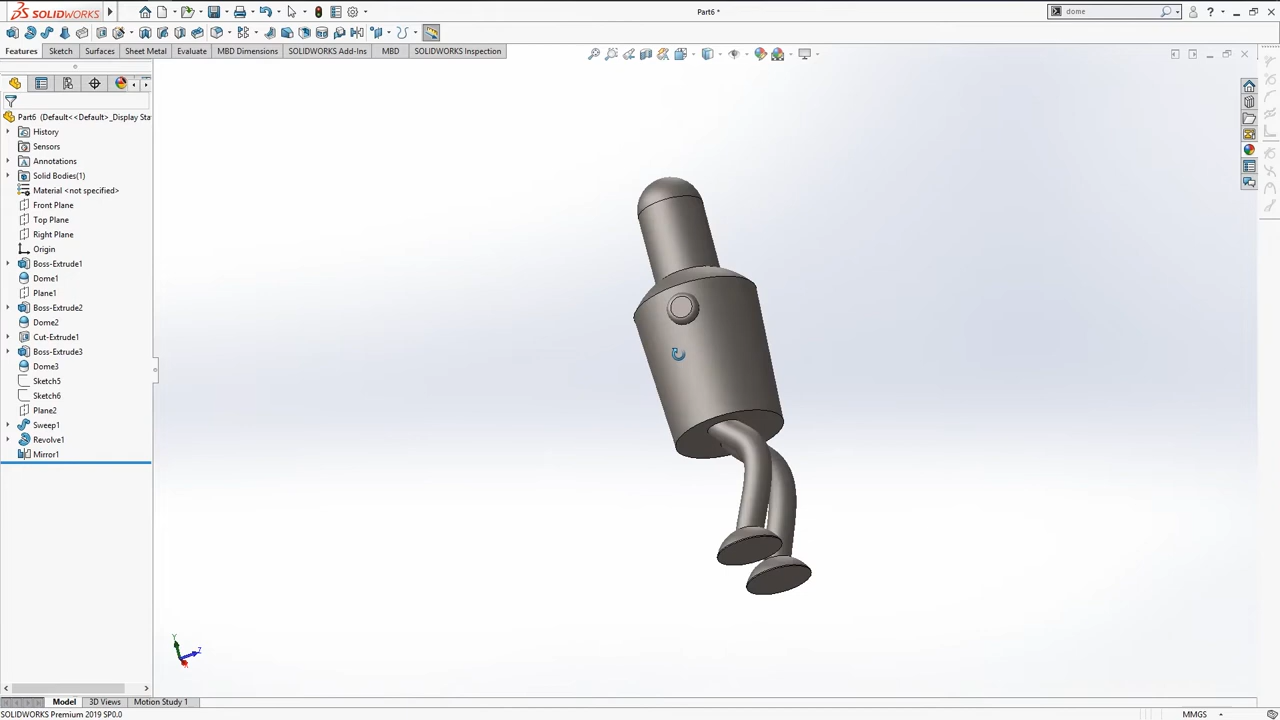 SOLIDWORKS
Part6 *
dome
Features
Sketch
Surfaces
Sheet Metal
Evaluate
MBD Dimensions
SOLIDWORKS Add-Ins
MBD
SOLIDWORKS Inspection
Part6 (Default<<Default>_Display Sta
History
Sensors
Annotations
Solid Bodies(1)
Material <not specified>
Front Plane
Top Plane
Right Plane
Origin
Boss-Extrude1
Dome1
Plane1
Boss-Extrude2
Dome2
Cut-Extrude1
Boss-Extrude3
Dome3
Sketch5
Sketch6
Plane2
Sweep1
Revolve1
Mirror1
Y
Z
X
Model
3D Views
Motion Study 1
SOLIDWORKS Premium 2019 SP0.0
MMGS